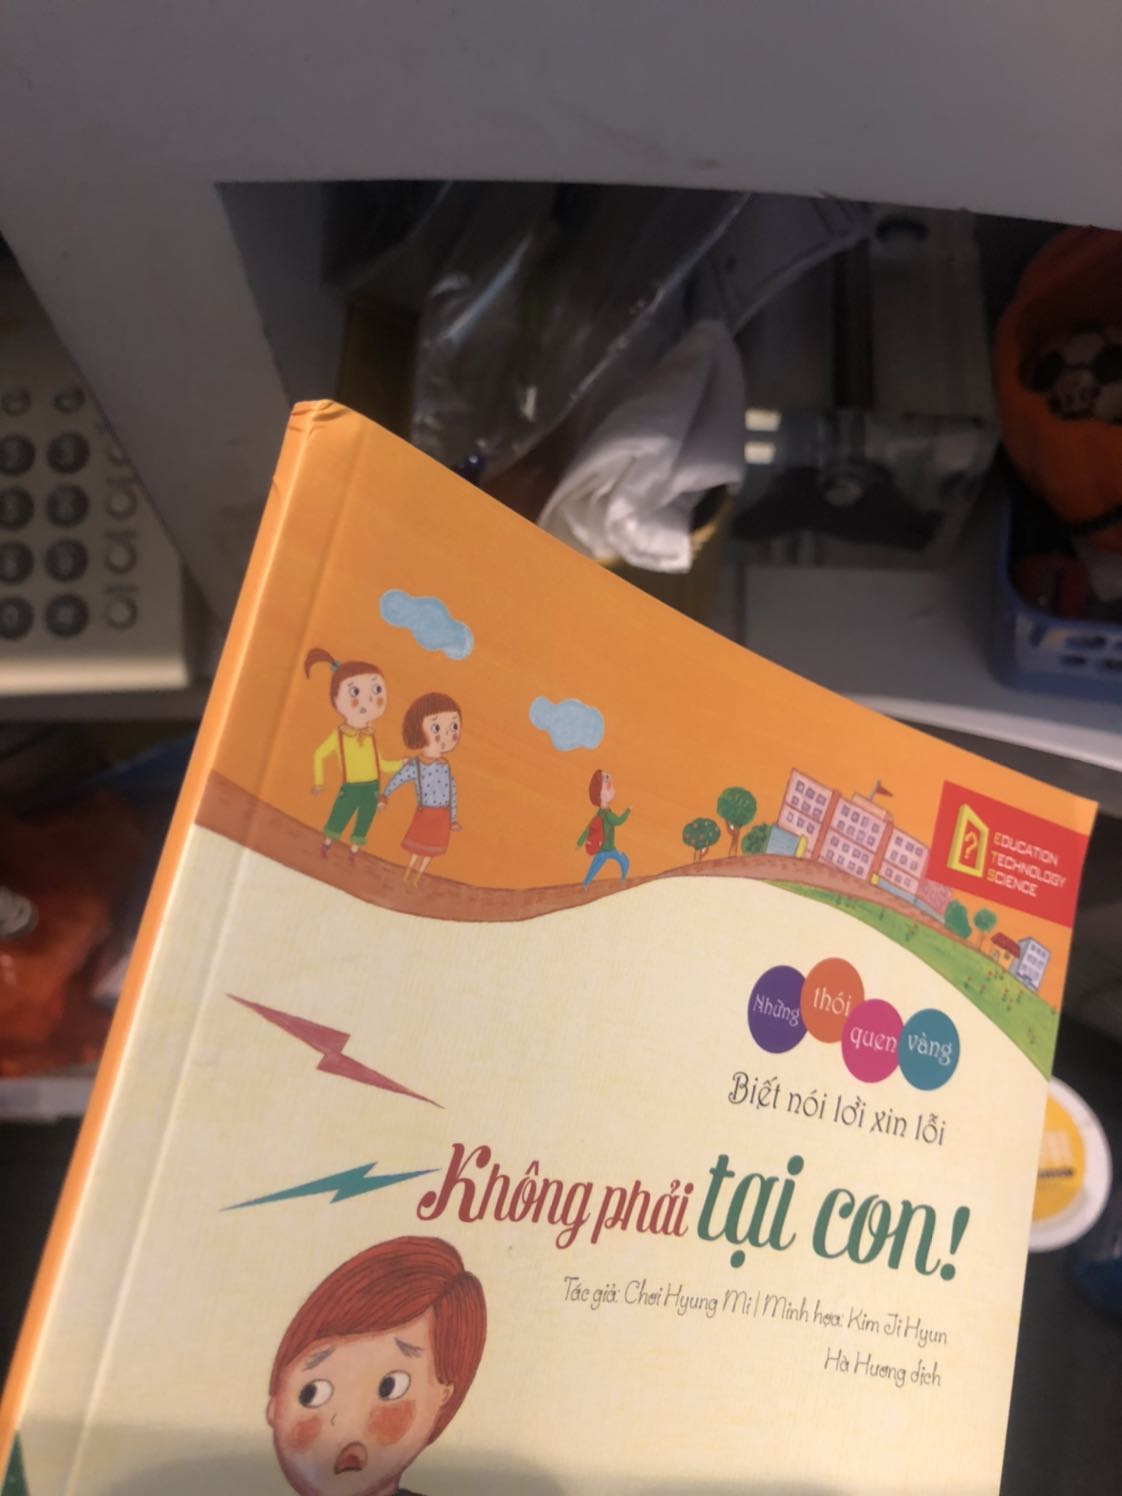 EDUCATION
TECHNOLOGY
SCIENCE
Những thói quen vàng
Biết nói lời xin lỗi
Không phải tại con!
Tác giả: Choi Hyung Mi | Minh họa: Kim Ji Hyun
Hà Hương dịch